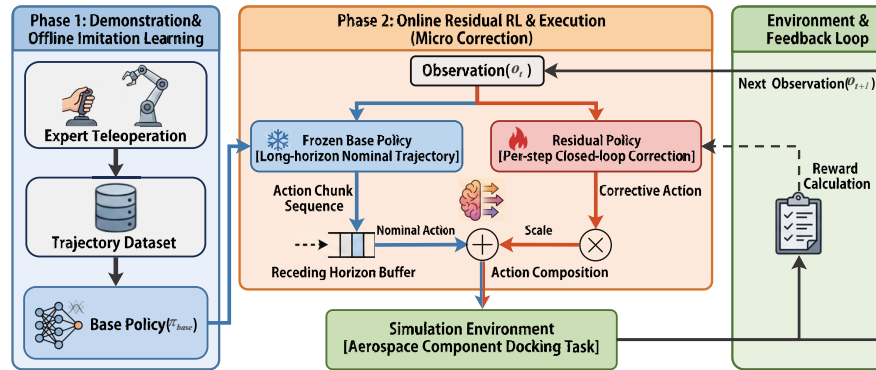 Phase 1: Demonstration&
Offline Imitation Learning
Expert Teleoperation
Trajectory Dataset
Base Policy(π_base)
Phase 2: Online Residual RL & Execution
(Micro Correction)
Observation(o_t)
Frozen Base Policy
[Long-horizon Nominal Trajectory]
Residual Policy
[Per-step Closed-loop Correction]
Action Chunk
Sequence
Corrective Action
Nominal Action
Scale
Receding Horizon Buffer
Action Composition
Simulation Environment
[Aerospace Component Docking Task]
Environment &
Feedback Loop
Next Observation(o_{t+1})
Reward
Calculation